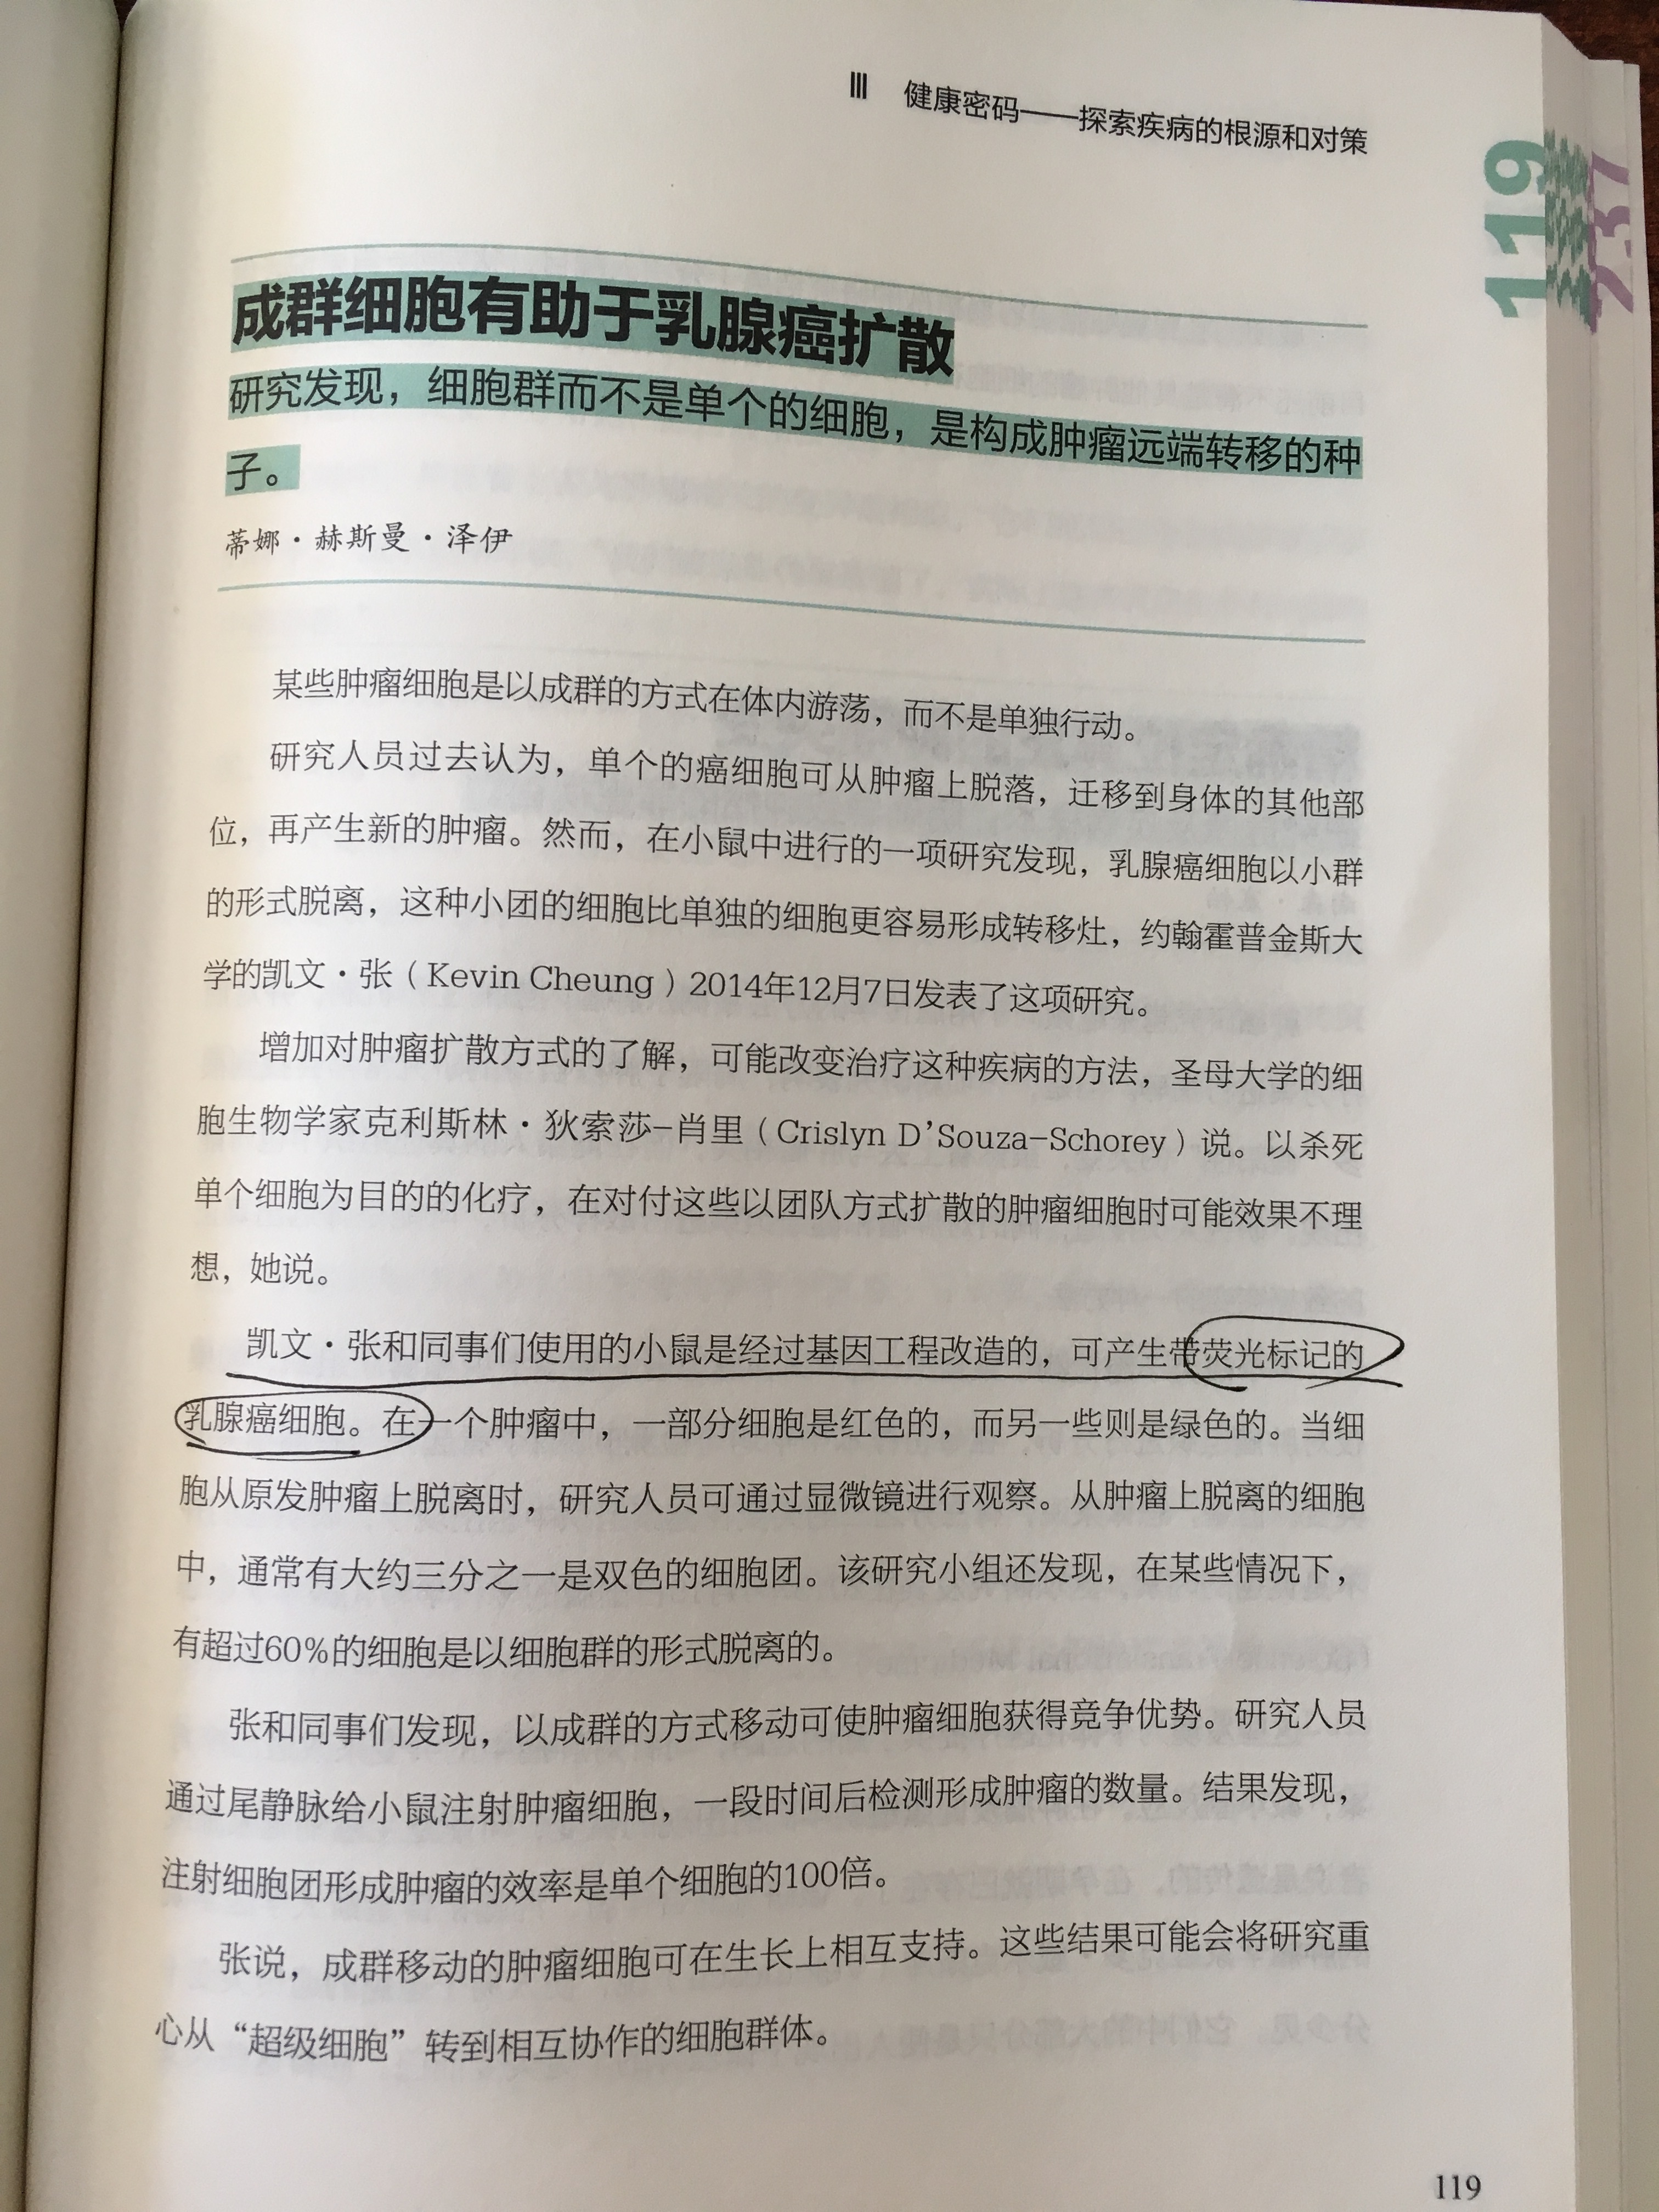 Ⅲ 健康密码——探索疾病的根源和对策
119
237
成群细胞有助于乳腺癌扩散
研究发现，细胞群而不是单个的细胞，是构成肿瘤远端转移的种
子。
蒂娜·赫斯曼·泽伊
某些肿瘤细胞是以成群的方式在体内游荡，而不是单独行动。
研究人员过去认为，单个的癌细胞可从肿瘤上脱落，迁移到身体的其他部
位，再产生新的肿瘤。然而，在小鼠中进行的一项研究发现，乳腺癌细胞以小群
的形式脱离，这种小团的细胞比单独的细胞更容易形成转移灶，约翰霍普金斯大
学的凯文·张（Kevin Cheung）2014年12月7日发表了这项研究。
增加对肿瘤扩散方式的了解，可能改变治疗这种疾病的方法，圣母大学的细
胞生物学家克利斯林·狄索莎-肖里（Crislyn D’Souza-Schorey）说。以杀死
单个细胞为目的的化疗，在对付这些以团队方式扩散的肿瘤细胞时可能效果不理
想，她说。
凯文·张和同事们使用的小鼠是经过基因工程改造的，可产生带荧光标记的
乳腺癌细胞。在一个肿瘤中，一部分细胞是红色的，而另一些则是绿色的。当细
胞从原发肿瘤上脱离时，研究人员可通过显微镜进行观察。从肿瘤上脱离的细胞
中，通常有大约三分之一是双色的细胞团。该研究小组还发现，在某些情况下，
有超过60%的细胞是以细胞群的形式脱离的。
张和同事们发现，以成群的方式移动可使肿瘤细胞获得竞争优势。研究人员
通过尾静脉给小鼠注射肿瘤细胞，一段时间后检测形成肿瘤的数量。结果发现，
注射细胞团形成肿瘤的效率是单个细胞的100倍。
张说，成群移动的肿瘤细胞可在生长上相互支持。这些结果可能会将研究重
心从“超级细胞”转到相互协作的细胞群体。
119